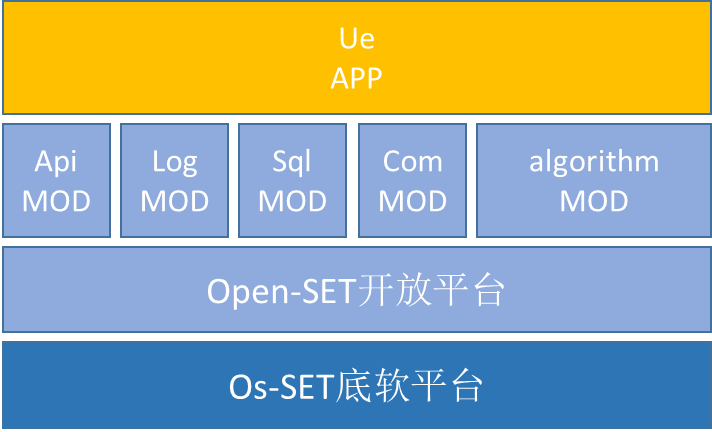 Ue
APP
Api
MOD
Log
MOD
Sql
MOD
Com
MOD
algorithm
MOD
Open-SET开放平台
Os-SET底软平台